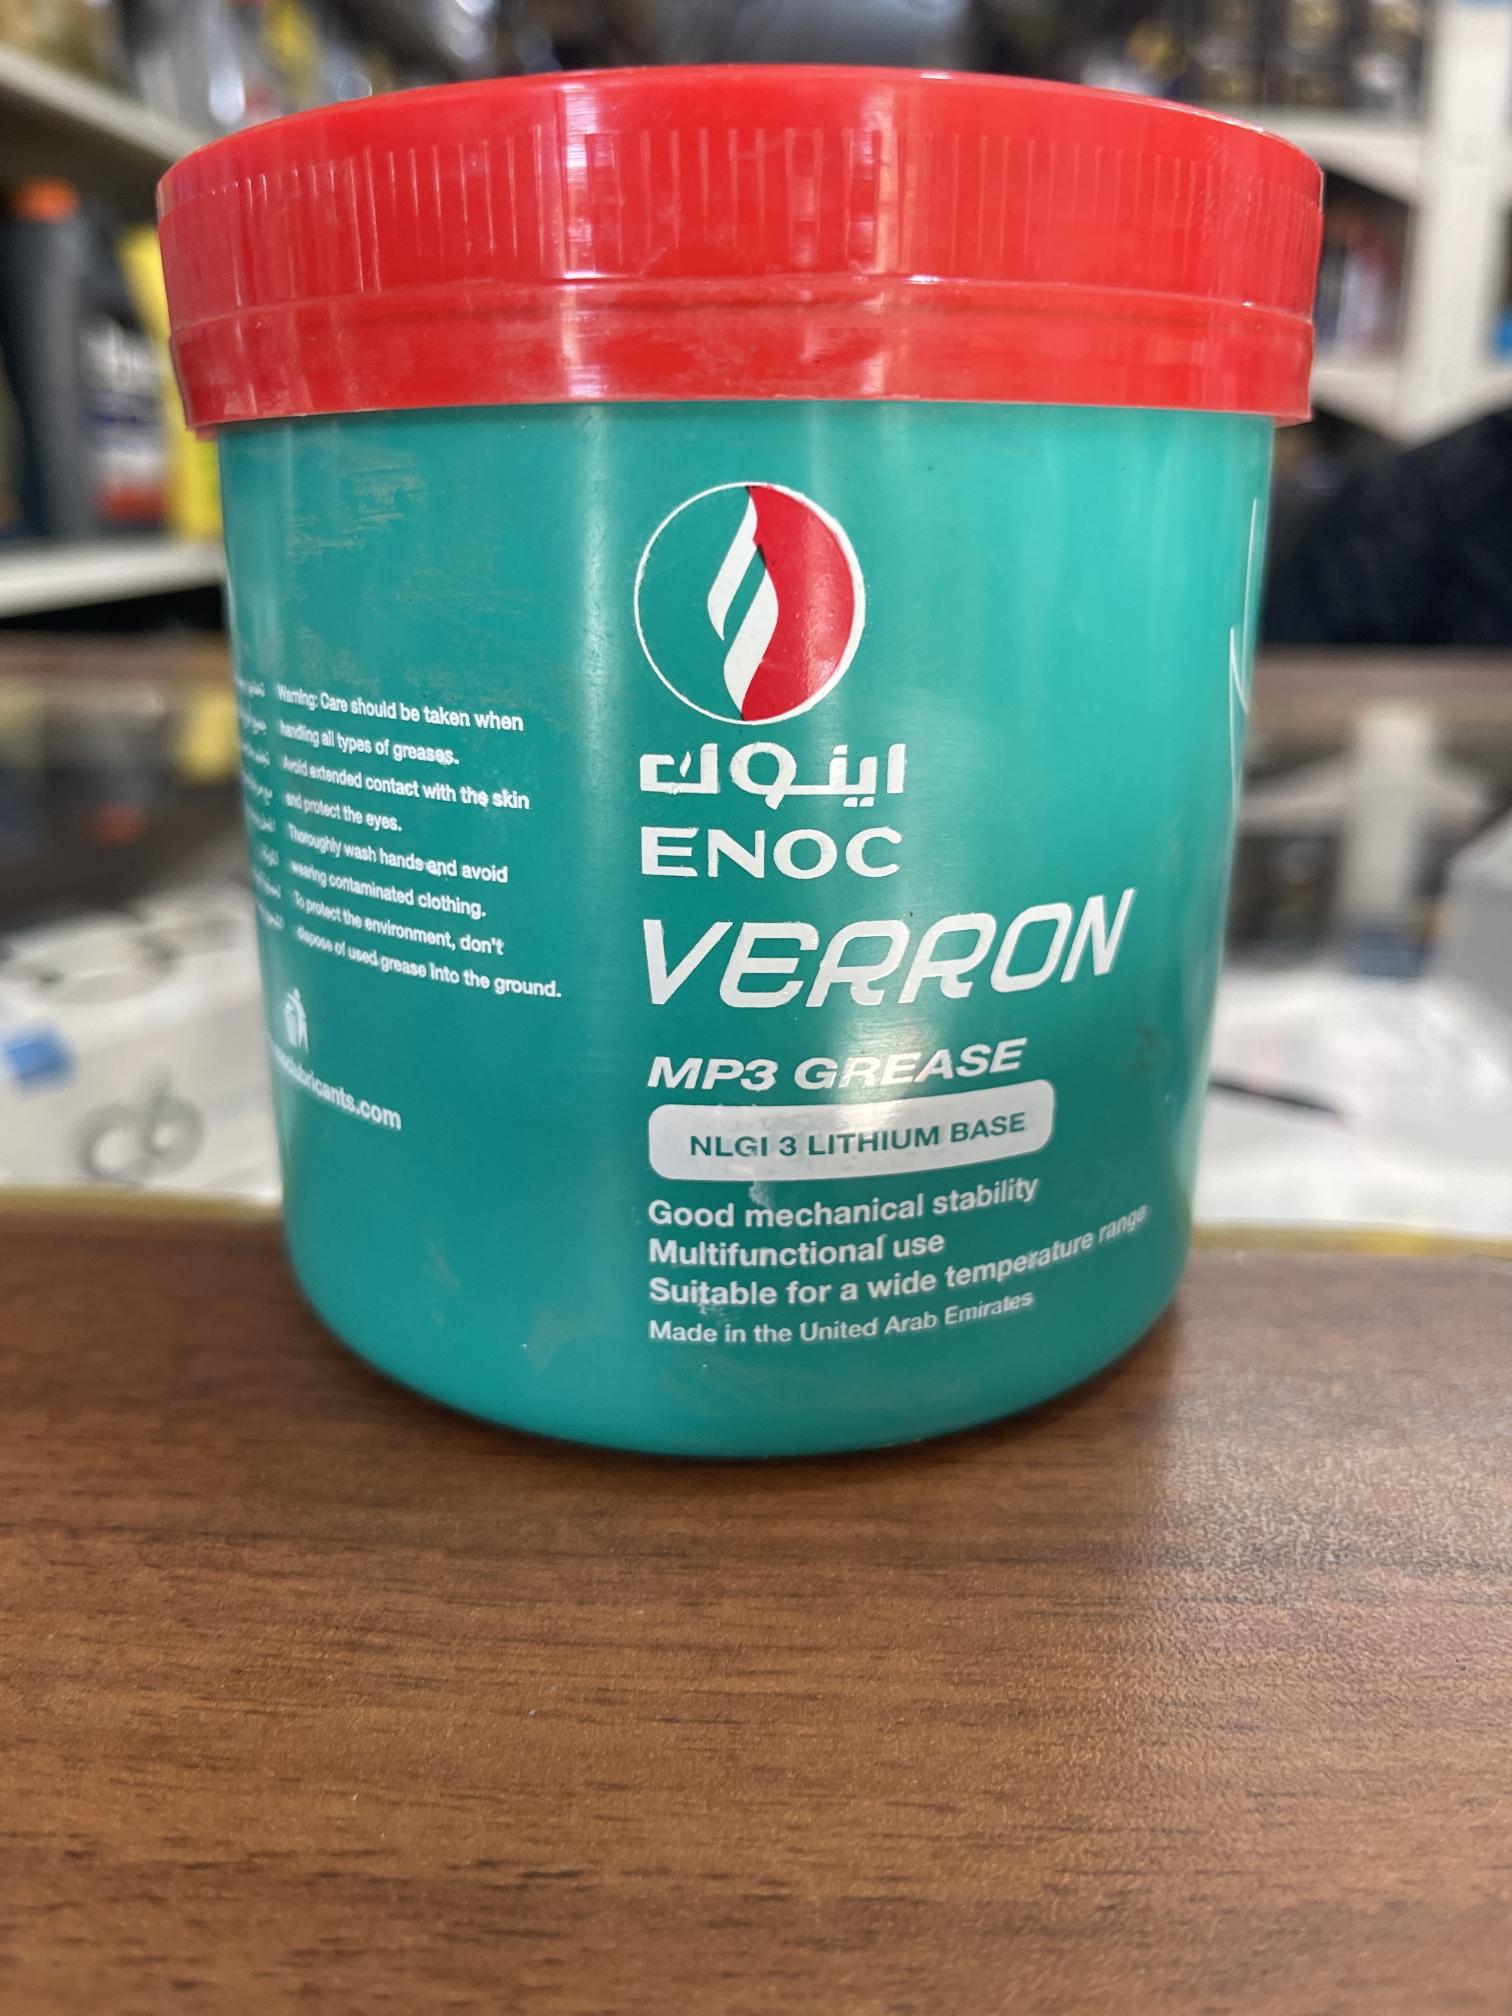 اينوك
ENOC
VERRON
MP3 GREASE
NLGI 3 LITHIUM BASE
Good mechanical stability
Multifunctional use
Suitable for a wide temperature range
Made in the United Arab Emirates
Warning: Care should be taken when
handling all types of greases.
Avoid extended contact with the skin
and protect the eyes.
Thoroughly wash hands and avoid
wearing contaminated clothing.
To protect the environment, don't
dispose of used grease into the ground.